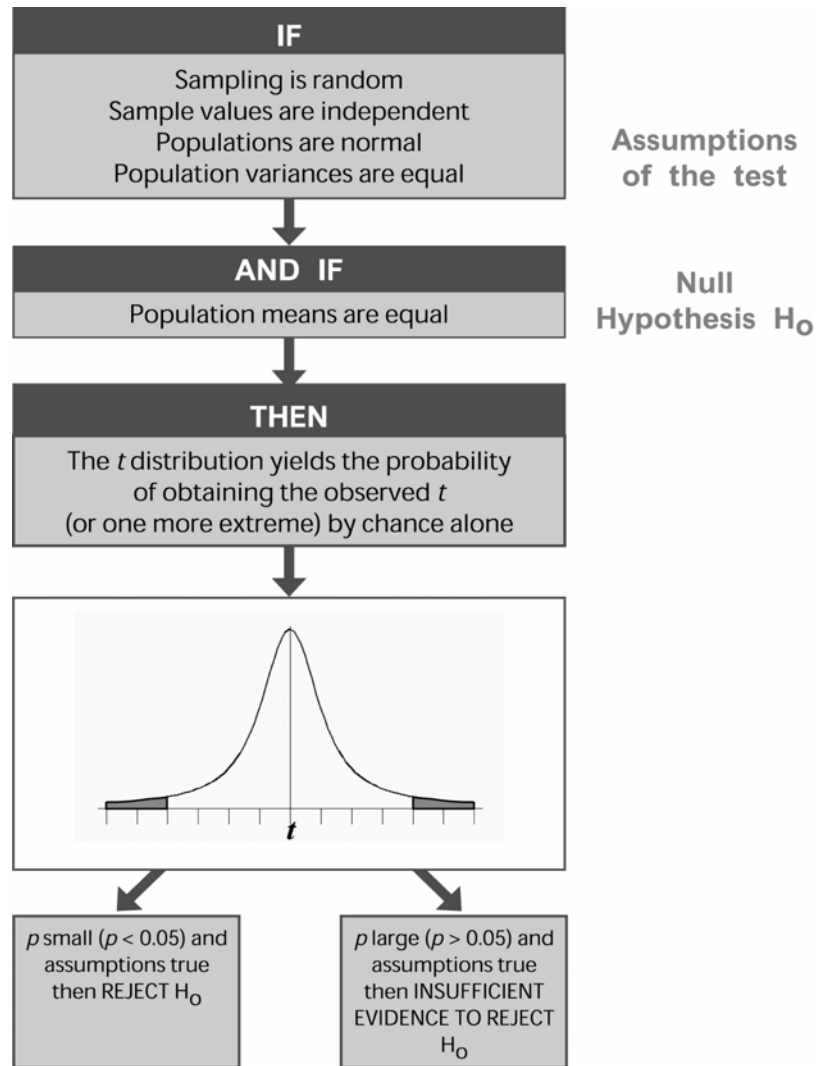 IF
Sampling is random
Sample values are independent
Populations are normal
Population variances are equal
Assumptions
of the test
AND IF
Population means are equal
Null
Hypothesis Ho
THEN
The t distribution yields the probability
of obtaining the observed t
(or one more extreme) by chance alone
t
p small (p < 0.05) and
assumptions true
then REJECT Ho
p large (p > 0.05) and
assumptions true
then INSUFFICIENT
EVIDENCE TO REJECT
Ho